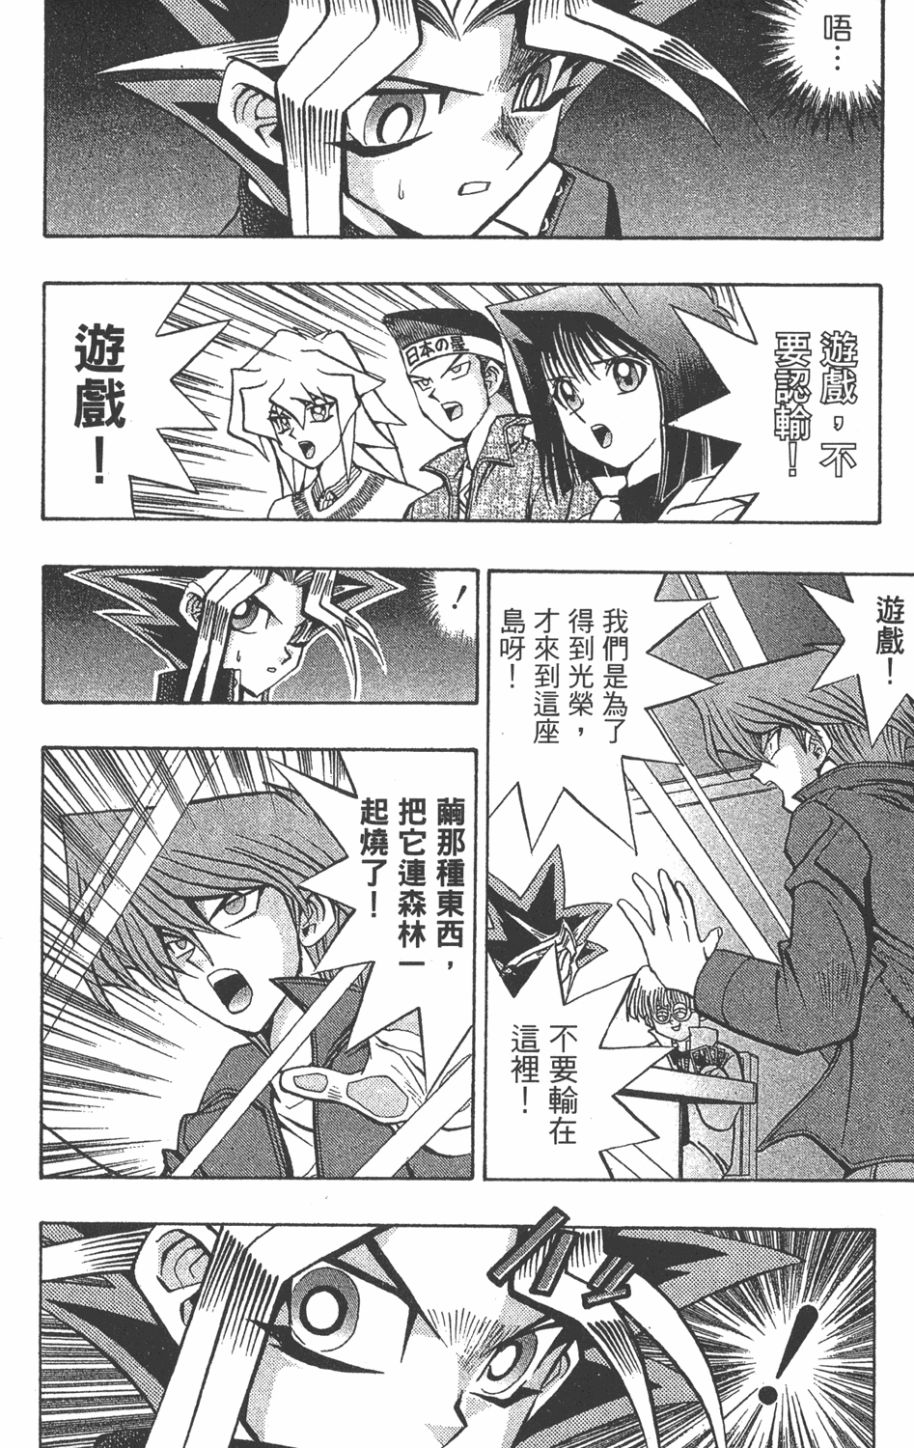 唔…
遊戲，不
要認輸！
日本の星
遊戲！
遊戲！
我們是為了
得到光榮，
才來到這座
島呀！
不要輸在
這裡！
！
繭那種東西，
把它連森林一
起燒了！
！